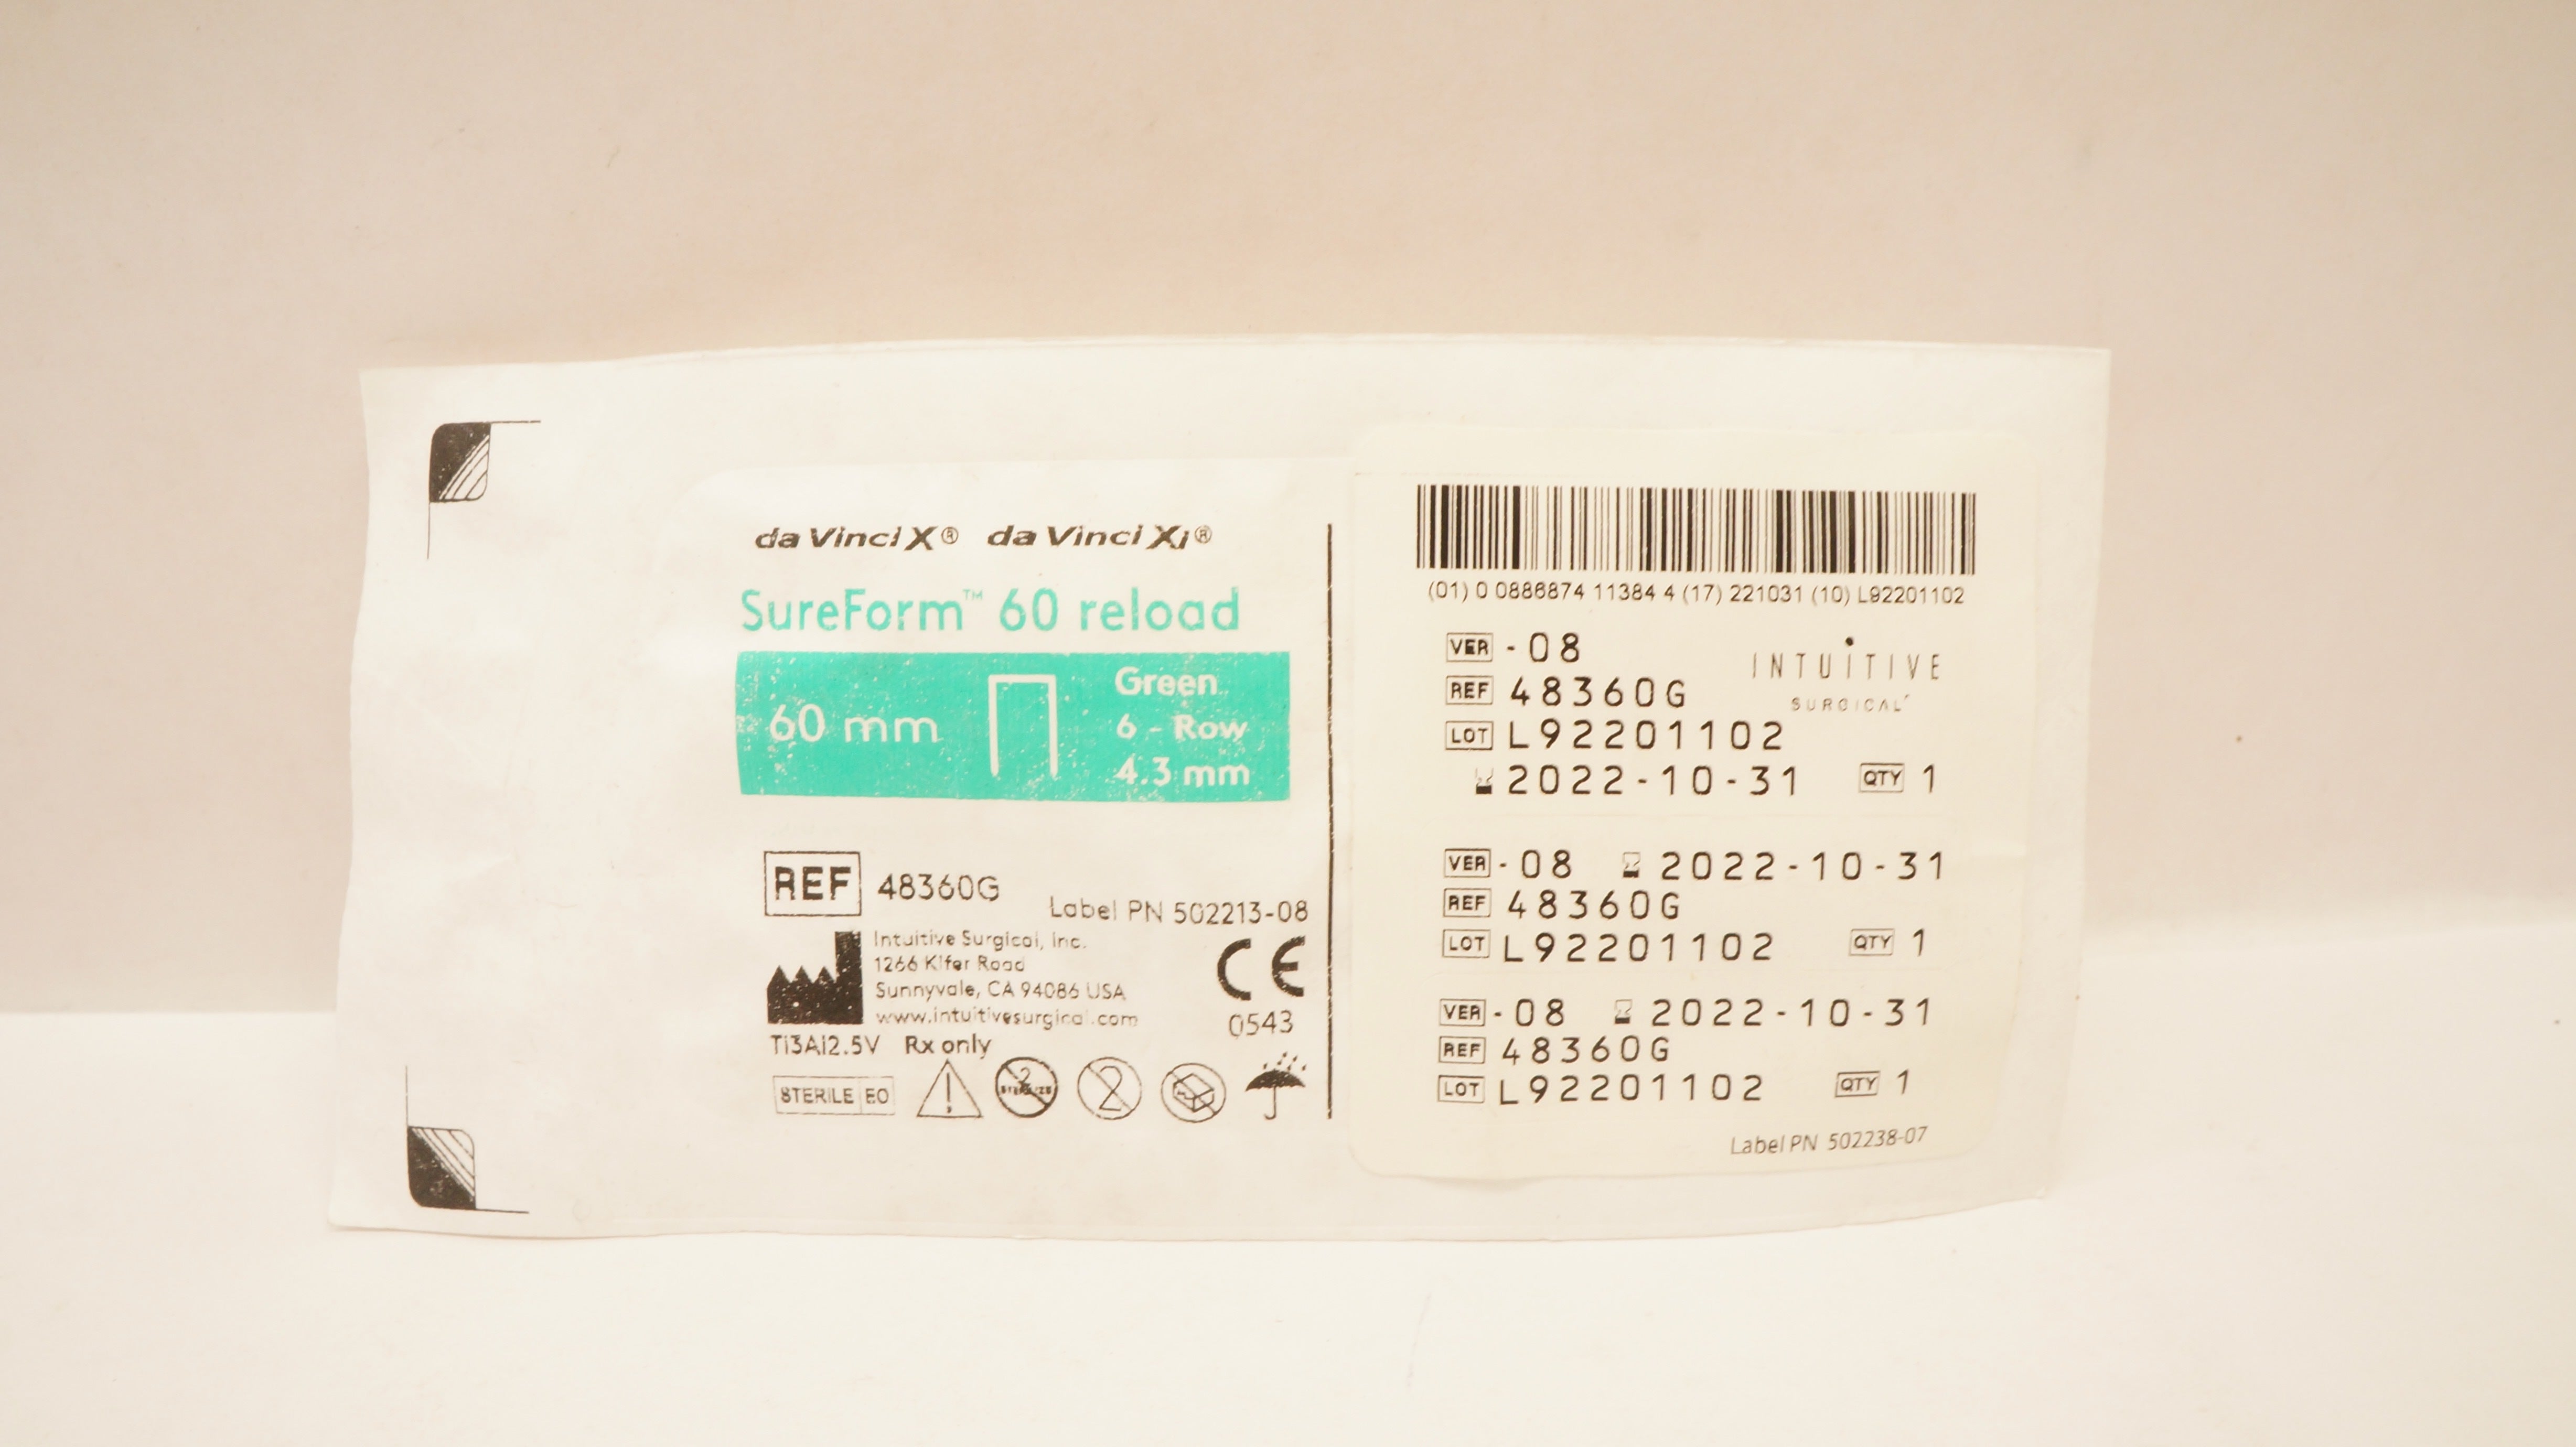 da Vinci X® da Vinci Xi®
SureForm™ 60 reload
60 mm
Green
6 - Row
4.3 mm
REF 48360G
Label PN 502213-08
Intuitive Surgical, Inc.
1266 Kifer Road
Sunnyvale, CA 94086 USA
www.intuitivesurgical.com
CE
0543
Ti3Al2.5V Rx only
STERILE EO
(01) 0 0886874 11384 4 (17) 221031 (10) L92201102
VER - 08
INTUITIVE
SURGICAL
REF 48360G
LOT L92201102
2022-10-31 QTY 1
VER - 08 2022-10-31
REF 48360G
LOT L92201102 QTY 1
VER - 08 2022-10-31
REF 48360G
LOT L92201102 QTY 1
Label PN 502238-07